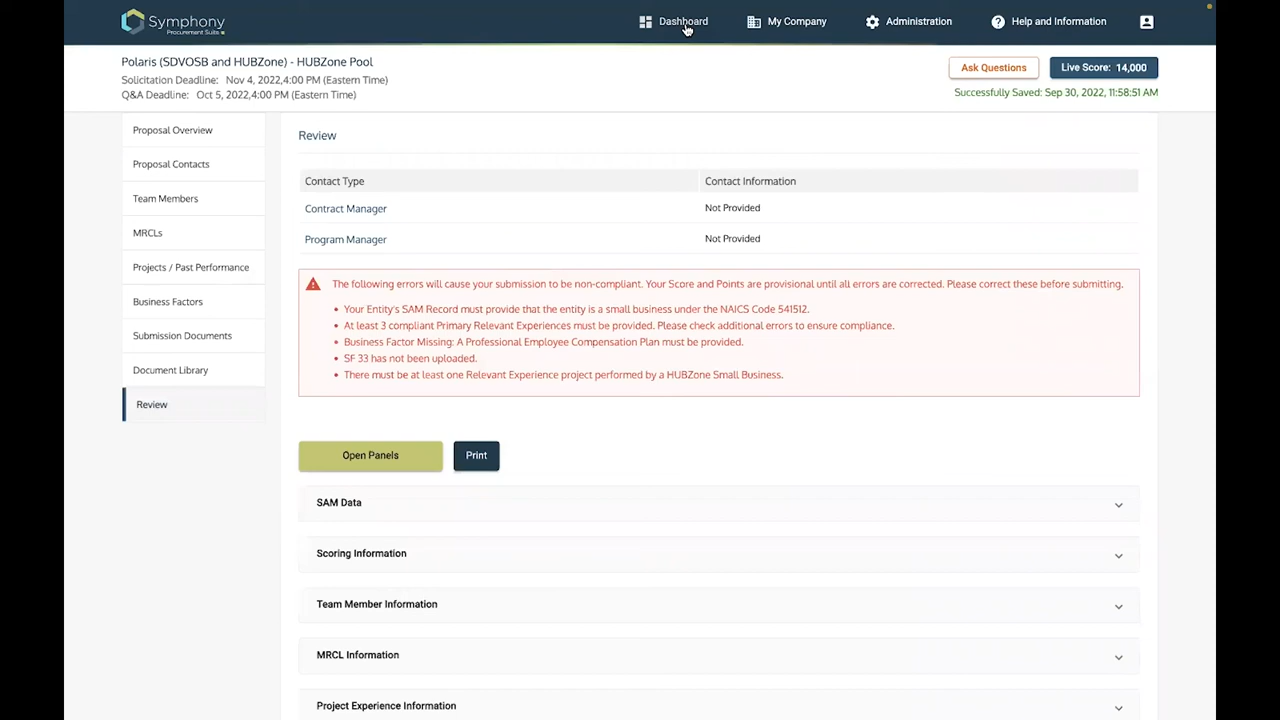 Symphony
Procurement Suite
Dashboard
My Company
Administration
Help and Information
Polaris (SDVOSB and HUBZone) - HUBZone Pool
Solicitation Deadline: Nov 4, 2022,4:00 PM (Eastern Time)
Q&A Deadline: Oct 5, 2022,4:00 PM (Eastern Time)
Ask Questions
Live Score: 14,000
Successfully Saved: Sep 30, 2022, 11:58:51 AM
Proposal Overview
Proposal Contacts
Team Members
MRCLs
Projects / Past Performance
Business Factors
Submission Documents
Document Library
Review
Review
Contact Type
Contact Information
Contract Manager
Not Provided
Program Manager
Not Provided
The following errors will cause your submission to be non-compliant. Your Score and Points are provisional until all errors are corrected. Please correct these before submitting.
• Your Entity's SAM Record must provide that the entity is a small business under the NAICS Code 541512.
• At least 3 compliant Primary Relevant Experiences must be provided. Please check additional errors to ensure compliance.
• Business Factor Missing: A Professional Employee Compensation Plan must be provided.
• SF 33 has not been uploaded.
• There must be at least one Relevant Experience project performed by a HUBZone Small Business.
Open Panels
Print
SAM Data
Scoring Information
Team Member Information
MRCL Information
Project Experience Information